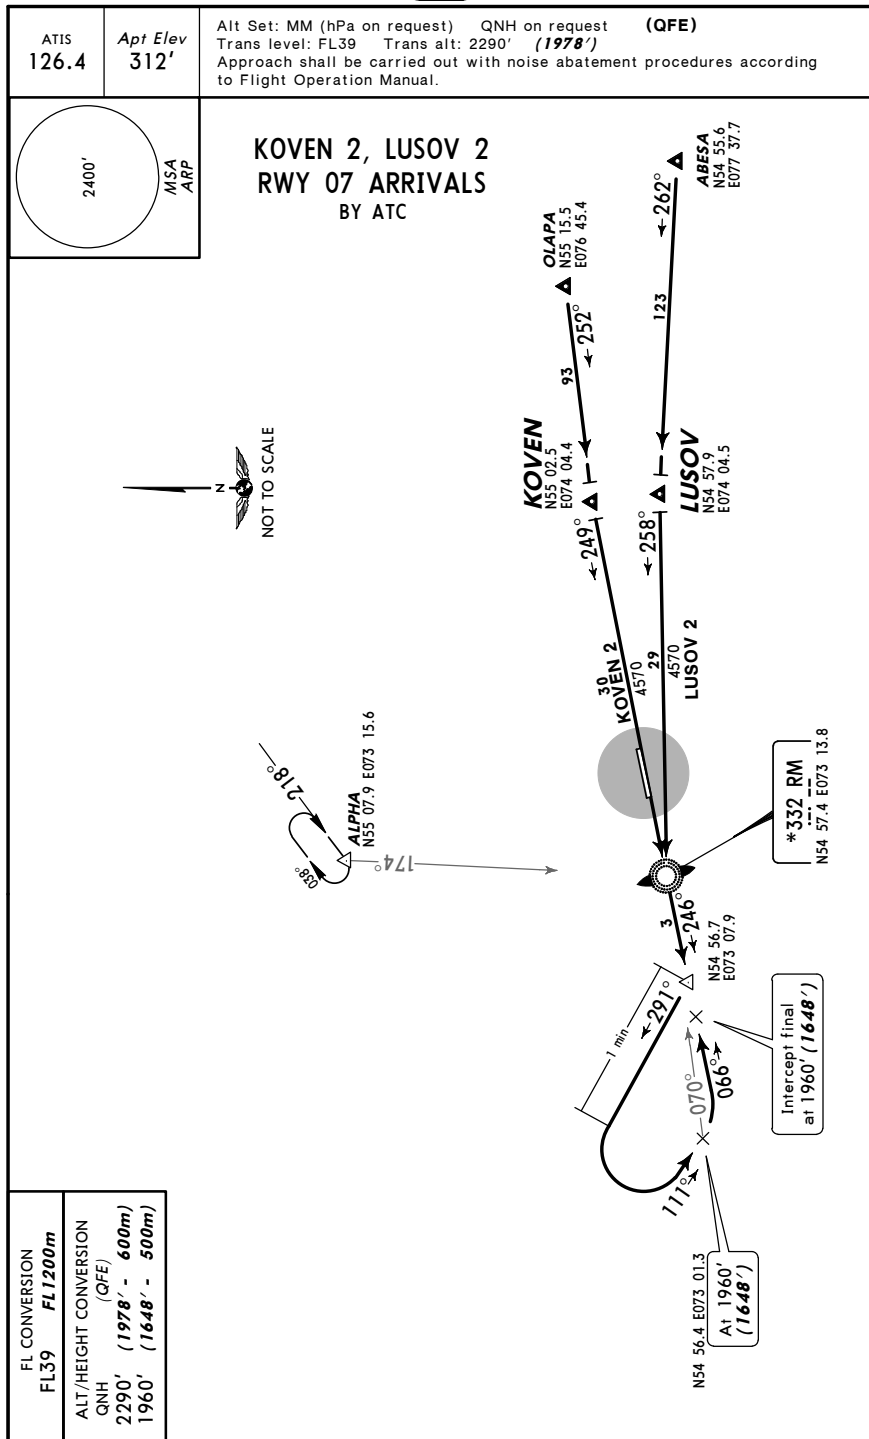 ATIS
126.4
Apt Elev
312'
Alt Set: MM (hPa on request) QNH on request (QFE)
Trans level: FL39 Trans alt: 2290' (1978')
Approach shall be carried out with noise abatement procedures according
to Flight Operation Manual.
2400'
MSA
ARP
KOVEN 2, LUSOV 2
RWY 07 ARRIVALS
BY ATC
ABESA
N54 55.6
E077 37.7
262°
123
OLAPA
N55 15.5
E076 45.4
252°
93
N
NOT TO SCALE
KOVEN
N55 02.5
E074 04.4
LUSOV
N54 57.9
E074 04.5
249°
258°
30
KOVEN 2
4570
29
4570
LUSOV 2
218°
038°
ALPHA
N55 07.9 E073 15.6
174°
*332 RM
N54 57.4 E073 13.8
3
246°
N54 56.7
E073 07.9
291°
1 min
070°
066°
111°
Intercept final
at 1960' (1648')
N54 56.4 E073 01.3
At 1960'
(1648')
FL CONVERSION
FL39 FL1200m
ALT/HEIGHT CONVERSION
QNH (QFE)
2290' (1978' - 600m)
1960' (1648' - 500m)